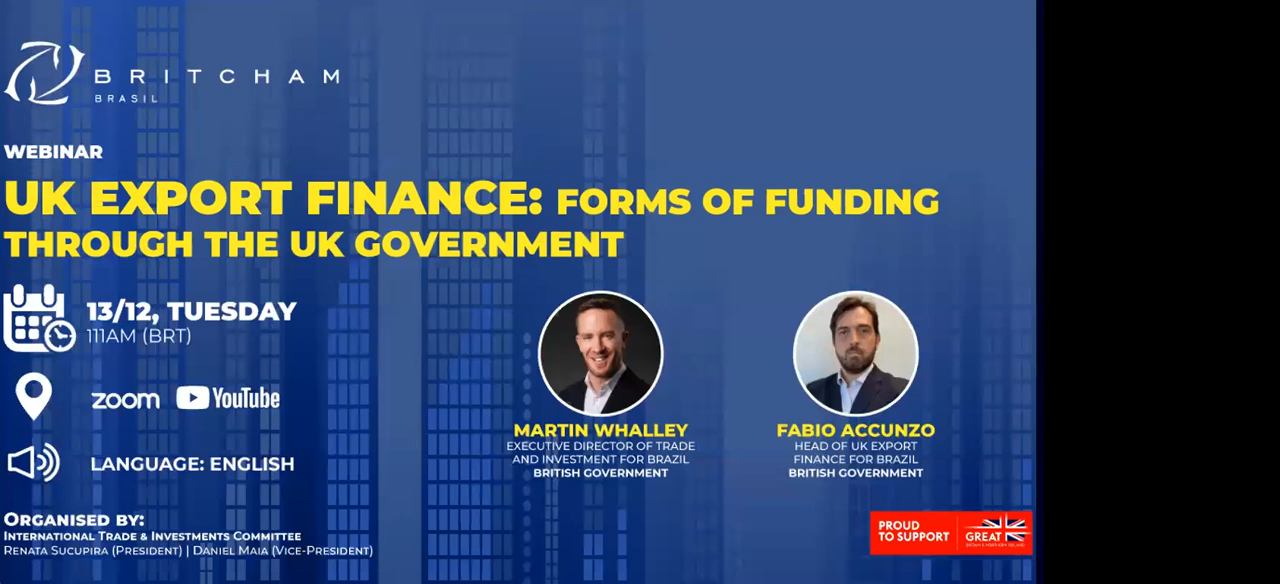 BRITCHAM
BRASIL
WEBINAR
UK EXPORT FINANCE: FORMS OF FUNDING
THROUGH THE UK GOVERNMENT
13/12, TUESDAY
111AM (BRT)
zoom YouTube
LANGUAGE: ENGLISH
MARTIN WHALLEY
EXECUTIVE DIRECTOR OF TRADE
AND INVESTMENT FOR BRAZIL
BRITISH GOVERNMENT
FABIO ACCUNZO
HEAD OF UK EXPORT
FINANCE FOR BRAZIL
BRITISH GOVERNMENT
ORGANISED BY:
INTERNATIONAL TRADE & INVESTMENTS COMMITTEE
RENATA SUCUPIRA (PRESIDENT) | DANIEL MAIA (VICE-PRESIDENT)
PROUD
TO SUPPORT
GREAT
BRITAIN & NORTHERN IRELAND